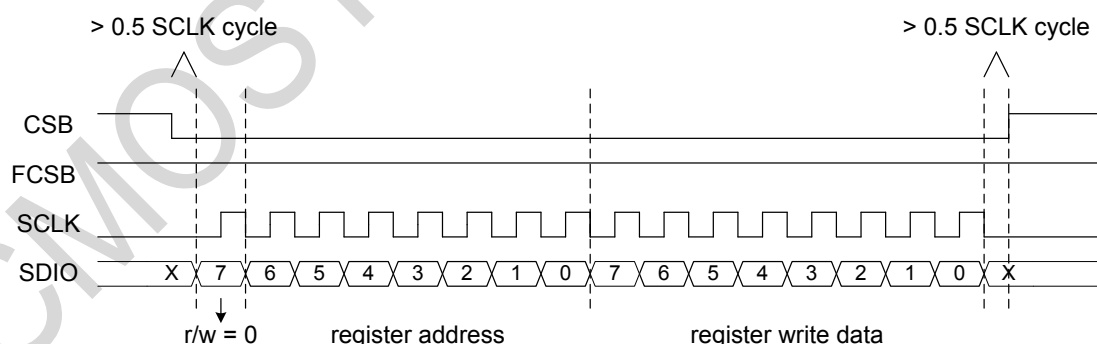 > 0.5 SCLK cycle > 0.5 SCLK cycle
CSB
FCSB
SCLK
SDIO X 7 6 5 4 3 2 1 0 7 6 5 4 3 2 1 0 X
r/w = 0 register address register write data
CMOST